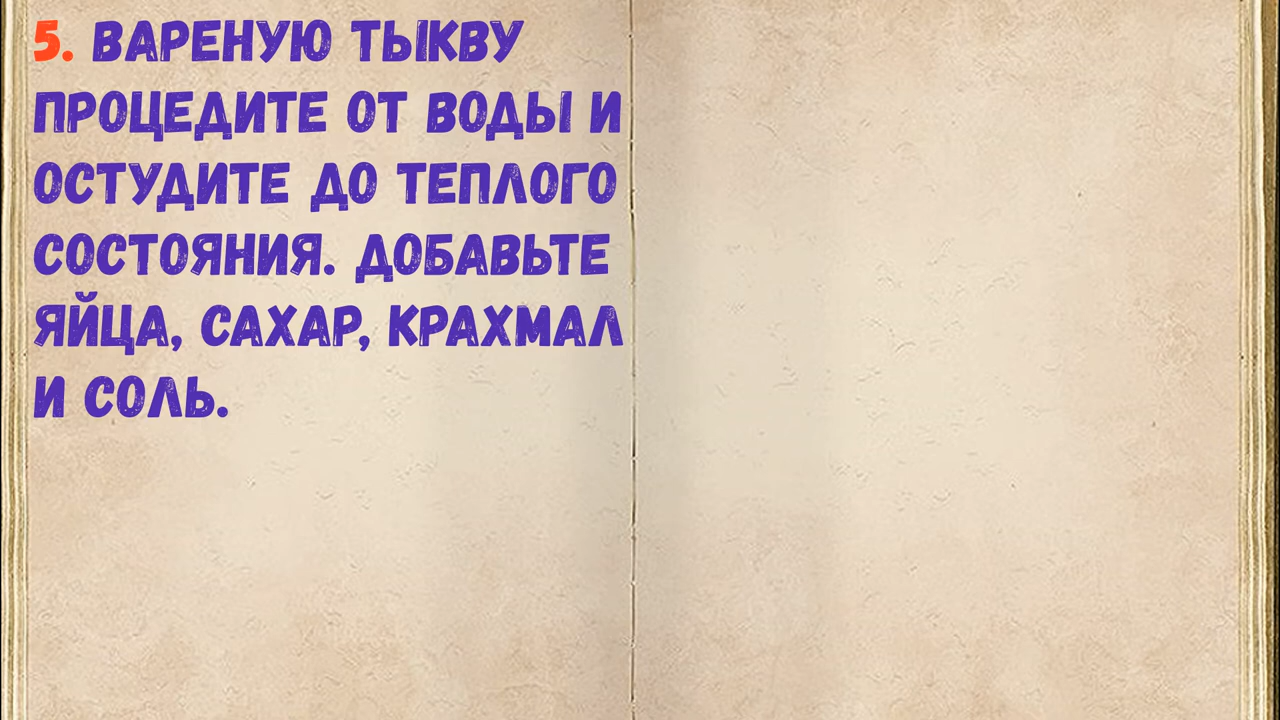 5. ВАРЕНУЮ ТЫКВУ
ПРОЦЕДИТЕ ОТ ВОДЫ И
ОСТУДИТЕ ДО ТЕПЛОГО
СОСТОЯНИЯ. ДОБАВЬТЕ
ЯЙЦА, САХАР, КРАХМАЛ
И СОЛЬ.